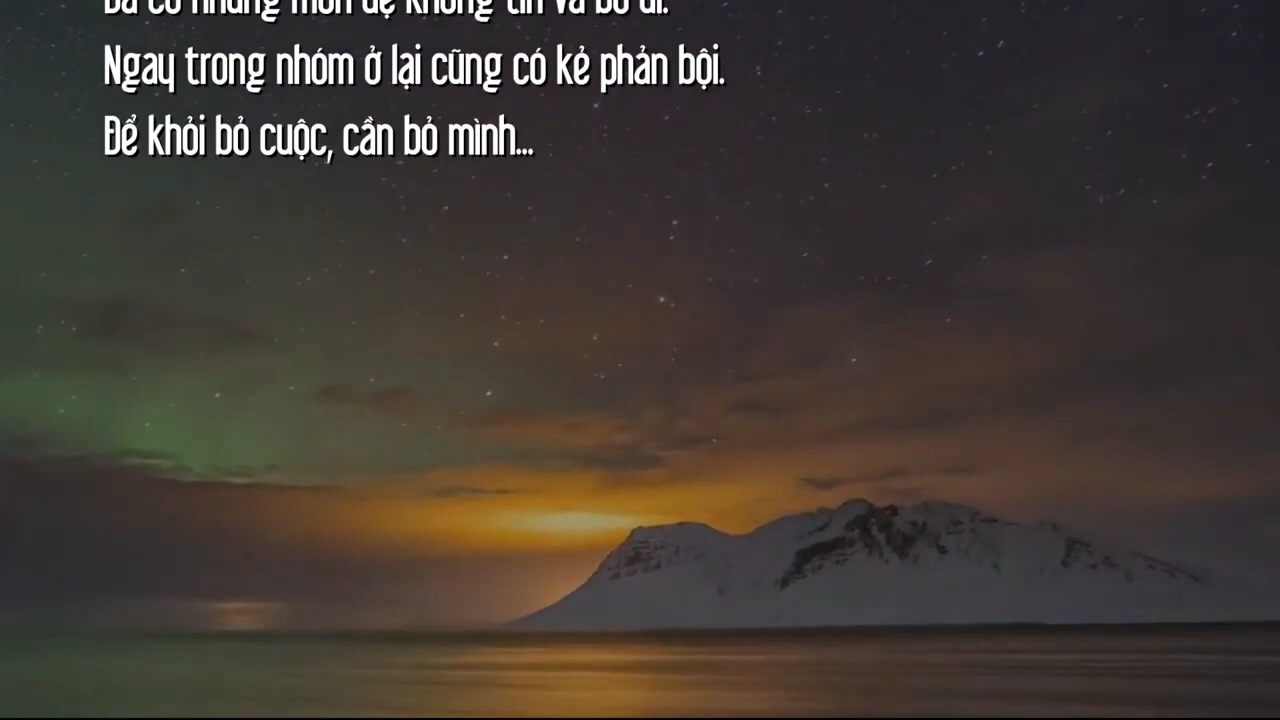 Đã có những môn đệ không tin và bỏ đi.
Ngay trong nhóm ở lại cũng có kẻ phản bội.
Để khỏi bỏ cuộc, cần bỏ mình...